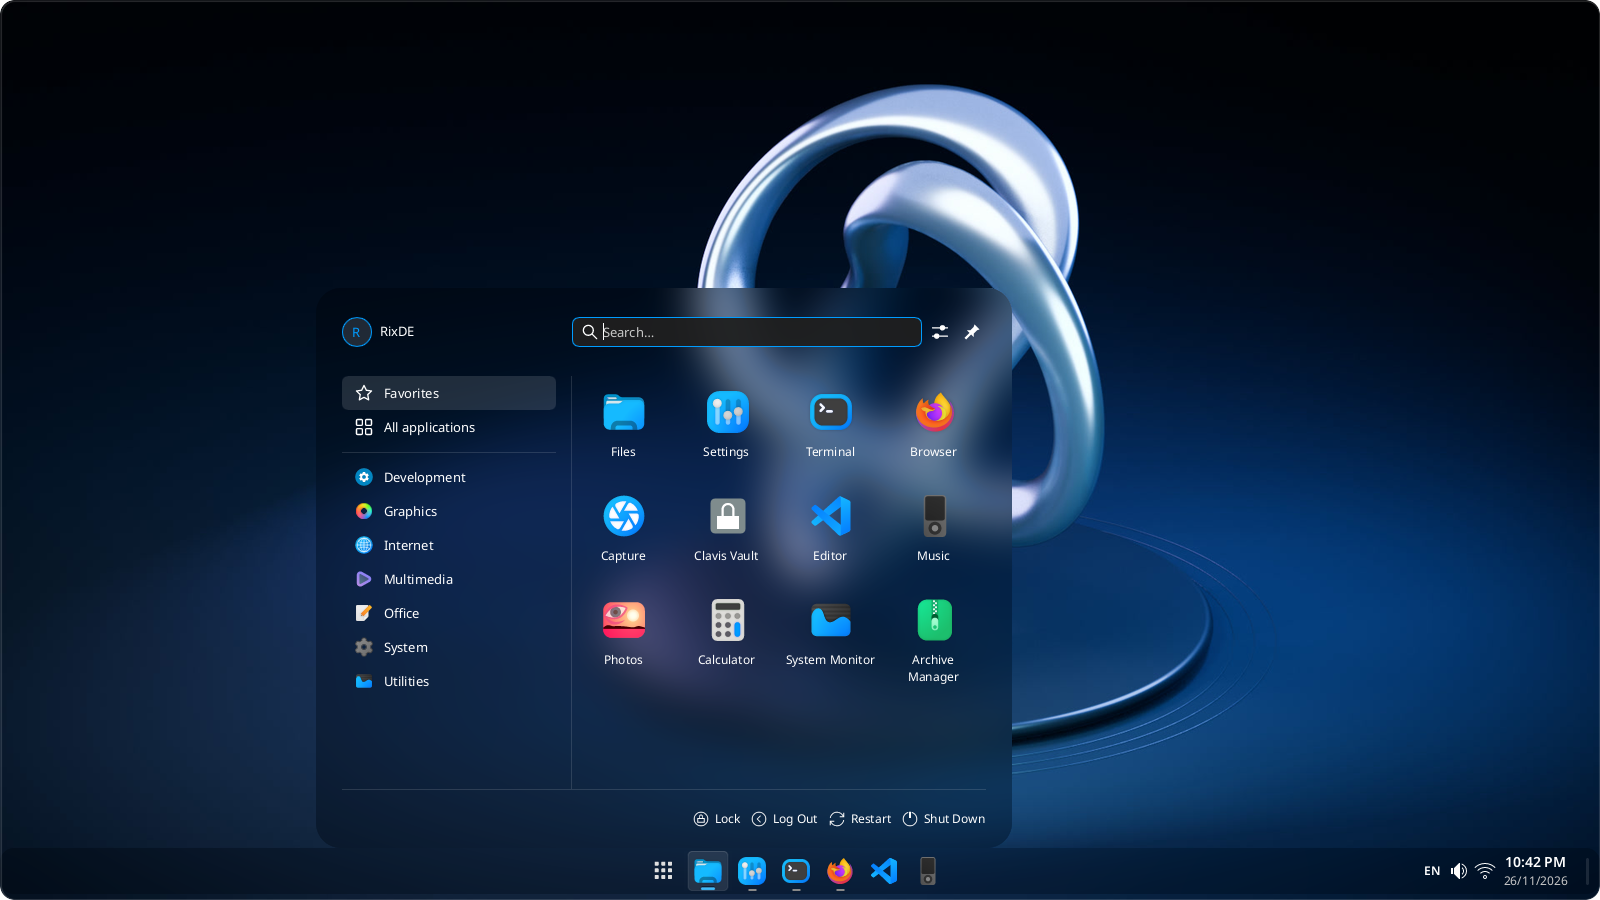 R
RixDE
Search...
Favorites
All applications
Development
Graphics
Internet
Multimedia
Office
System
Utilities
Files
Settings
Terminal
Browser
Capture
Clavis Vault
Editor
Music
Photos
Calculator
System Monitor
Archive
Manager
Lock
Log Out
Restart
Shut Down
EN
10:42 PM
26/11/2026